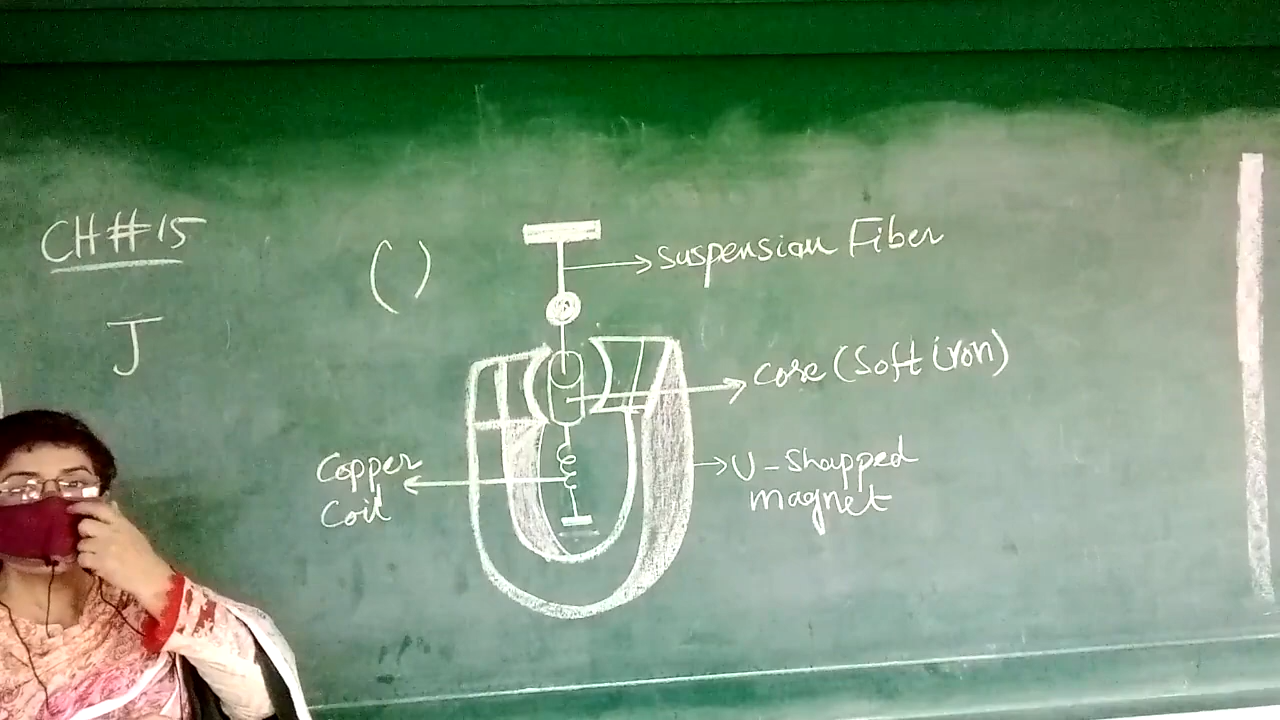 CH#15
J
( )
Suspension Fiber
Core (Soft iron)
Copper
Coil
U-Shapped
magnet